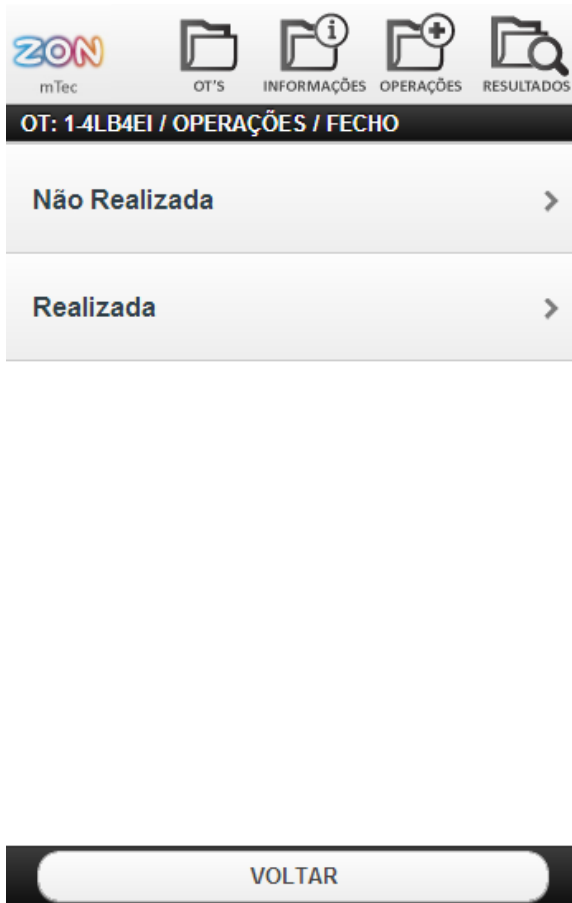 ZON
mTec
OT'S
INFORMAÇÕES
OPERAÇÕES
RESULTADOS
OT: 1-4LB4EI / OPERAÇÕES / FECHO
Não Realizada
Realizada
VOLTAR